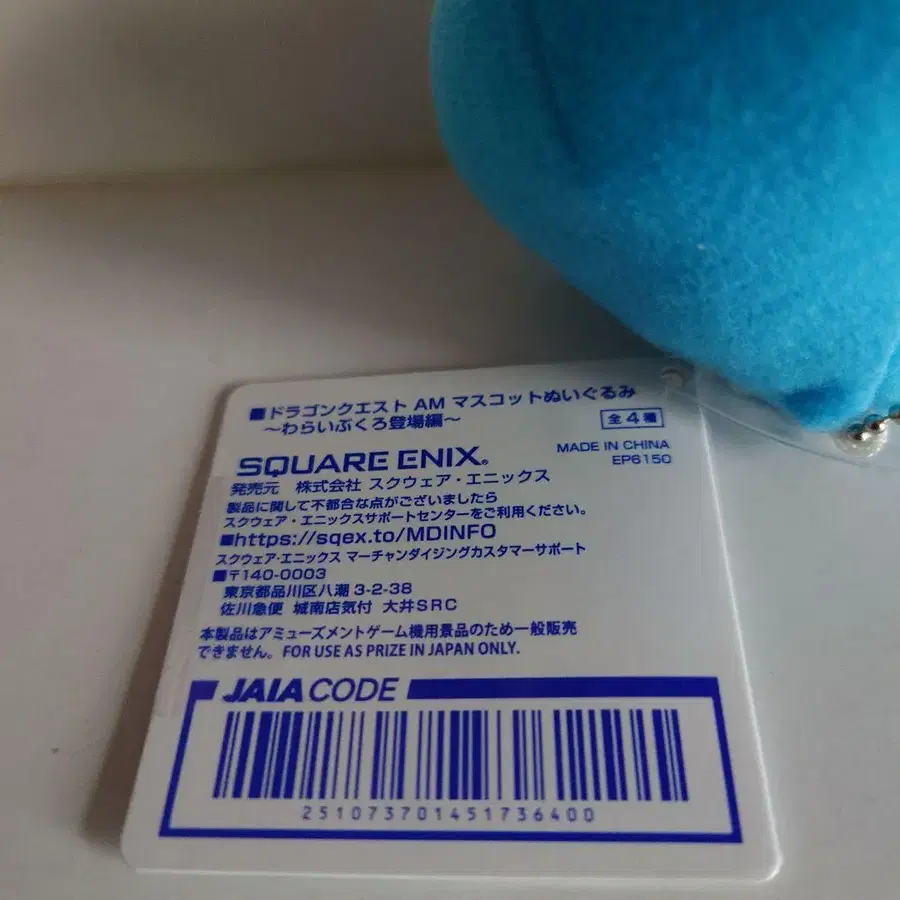 ■ドラゴンクエスト AM マスコットぬいぐるみ
～わらいぶくろ登場編～
全4種
SQUARE ENIX®
MADE IN CHINA
EP6150
発売元 株式会社 スクウェア・エニックス
製品に関して不都合な点がございましたら
スクウェア・エニックスサポートセンターをご利用ください。
■https://sqex.to/MDINFO
スクウェア・エニックス マーチャンダイジングカスタマーサポート
■〒140-0003
東京都品川区八潮 3-2-38
佐川急便 城南店気付 大井SRC
本製品はアミューズメントゲーム機用景品のため一般販売
できません。FOR USE AS PRIZE IN JAPAN ONLY.
JAIA CODE
251073701451736400